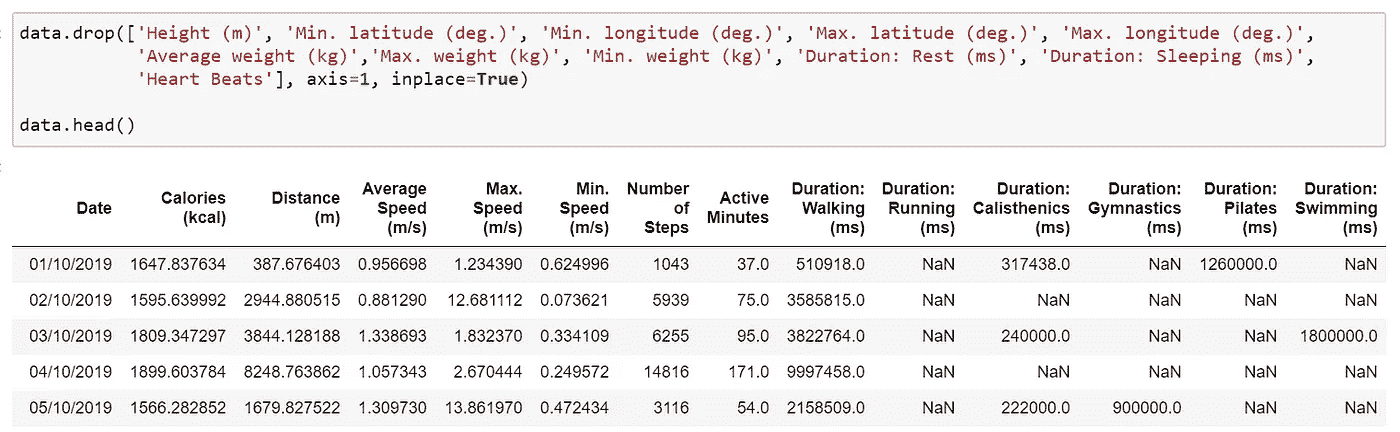 data.drop(['Height (m)', 'Min. latitude (deg.)', 'Min. longitude (deg.)', 'Max. latitude (deg.)', 'Max. longitude (deg.)',
'Average weight (kg)','Max. weight (kg)', 'Min. weight (kg)', 'Duration: Rest (ms)', 'Duration: Sleeping (ms)',
'Heart Beats'], axis=1, inplace=True)
data.head()
Date Calories (kcal) Distance (m) Average Speed (m/s) Max. Speed (m/s) Min. Speed (m/s) Number of Steps Active Minutes Duration: Walking (ms) Duration: Running (ms) Duration: Calisthenics (ms) Duration: Gymnastics (ms) Duration: Pilates (ms) Duration: Swimming (ms)
01/10/2019 1647.837634 387.676403 0.956698 1.234390 0.624996 1043 37.0 510918.0 NaN 317438.0 NaN 1260000.0 NaN
02/10/2019 1595.639992 2944.880515 0.881290 12.681112 0.073621 5939 75.0 3585815.0 NaN NaN NaN NaN NaN
03/10/2019 1809.347297 3844.128188 1.338693 1.832370 0.334109 6255 95.0 3822764.0 NaN 240000.0 NaN NaN 1800000.0
04/10/2019 1899.603784 8248.763862 1.057343 2.670444 0.249572 14816 171.0 9997458.0 NaN NaN NaN NaN NaN
05/10/2019 1566.282852 1679.827522 1.309730 13.861970 0.472434 3116 54.0 2158509.0 NaN 222000.0 900000.0 NaN NaN